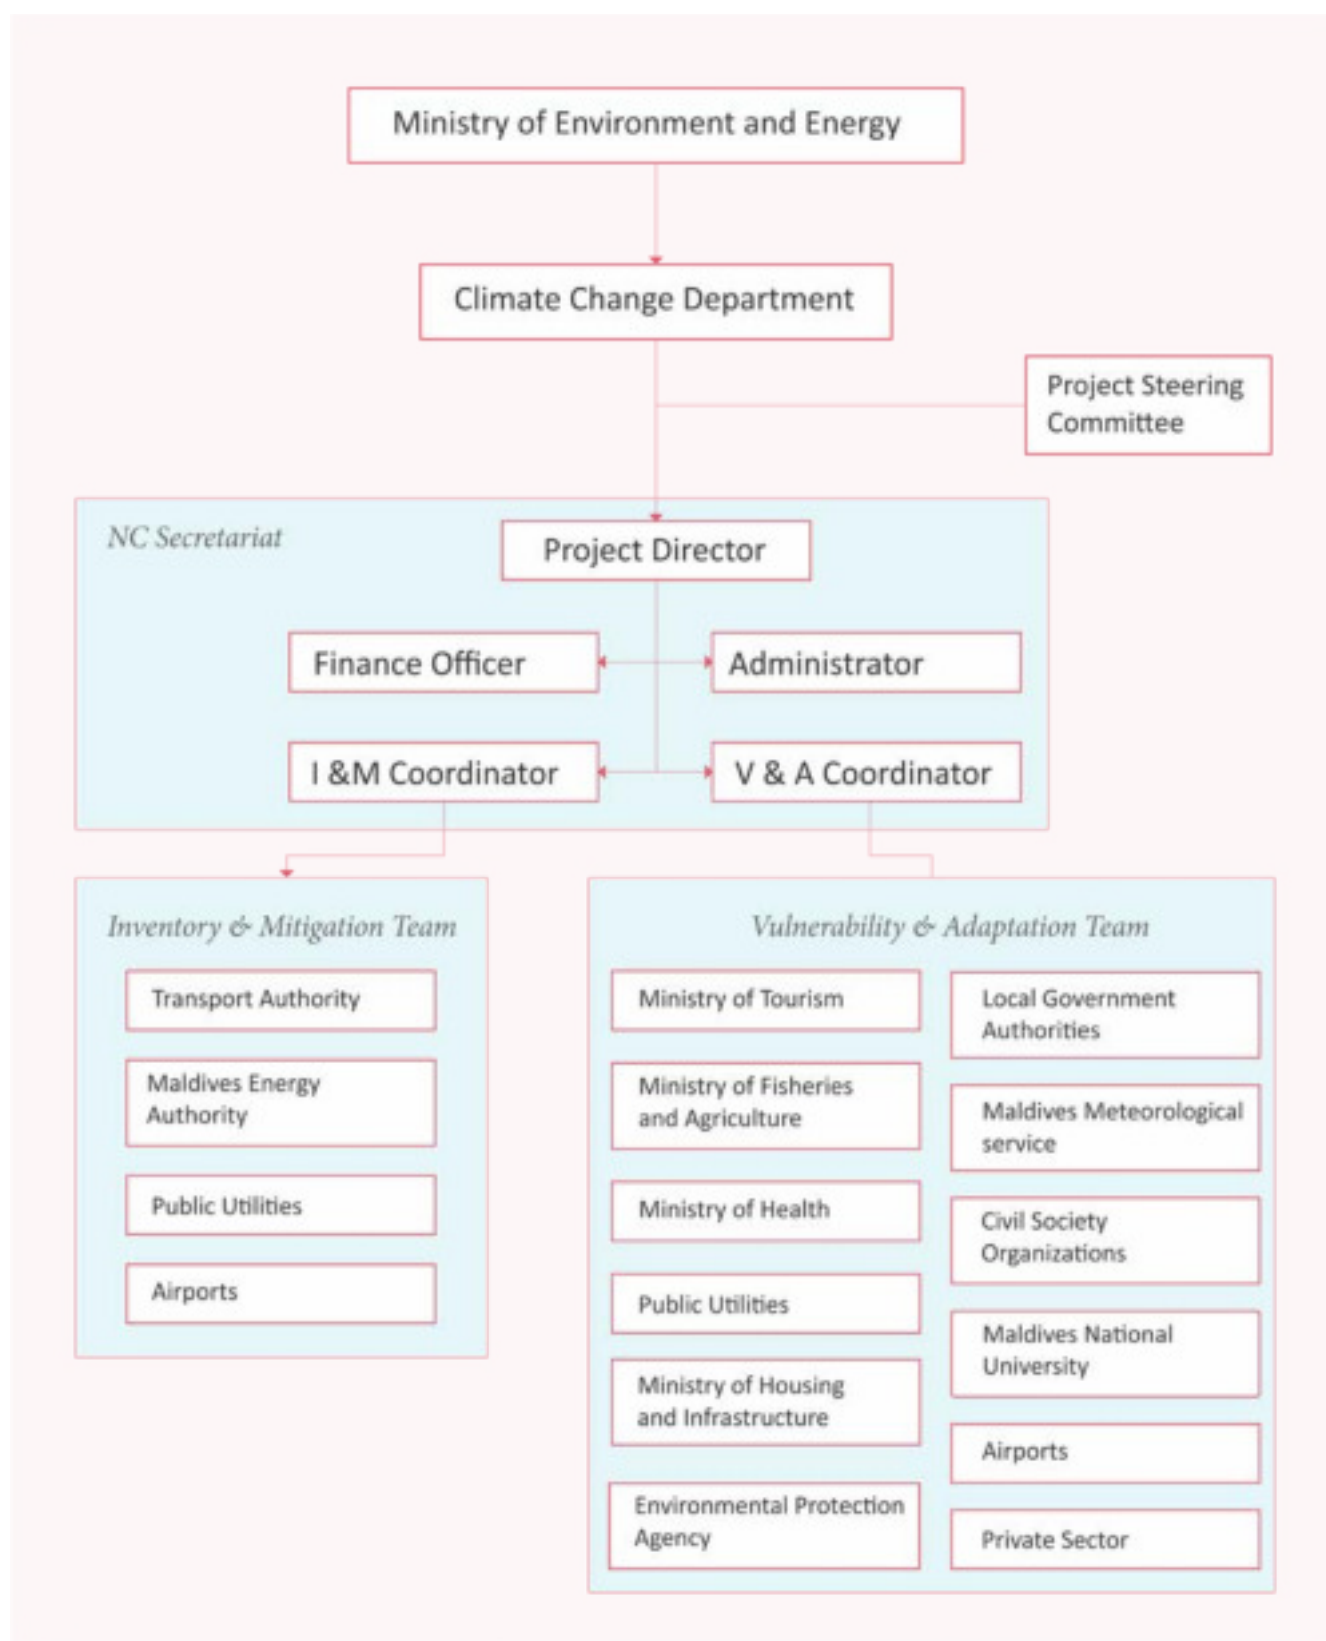 Ministry of Environment and Energy
Climate Change Department
Project Steering
Committee
NC Secretariat
Project Director
Finance Officer
Administrator
I &M Coordinator
V & A Coordinator
Inventory & Mitigation Team
Transport Authority
Maldives Energy
Authority
Public Utilities
Airports
Vulnerability & Adaptation Team
Ministry of Tourism
Ministry of Fisheries
and Agriculture
Ministry of Health
Public Utilities
Ministry of Housing
and Infrastructure
Environmental Protection
Agency
Local Government
Authorities
Maldives Meteorological
service
Civil Society
Organizations
Maldives National
University
Airports
Private Sector